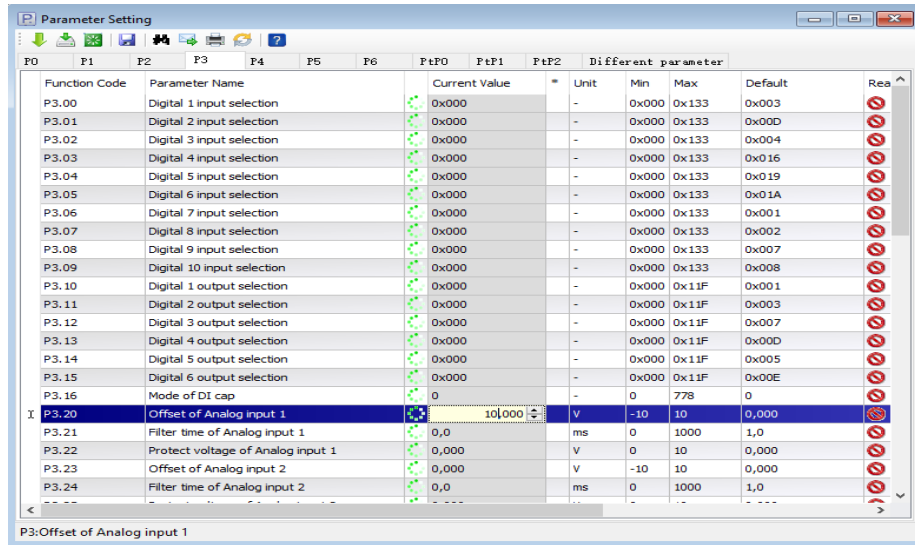 Parameter Setting
P0 P1 P2 P3 P4 P5 P6 PtP0 PtP1 PtP2 Different parameter
Function Code Parameter Name Current Value * Unit Min Max Default Rea
P3.00 Digital 1 input selection 0x000 - 0x000 0x133 0x003
P3.01 Digital 2 input selection 0x000 - 0x000 0x133 0x00D
P3.02 Digital 3 input selection 0x000 - 0x000 0x133 0x004
P3.03 Digital 4 input selection 0x000 - 0x000 0x133 0x016
P3.04 Digital 5 input selection 0x000 - 0x000 0x133 0x019
P3.05 Digital 6 input selection 0x000 - 0x000 0x133 0x01A
P3.06 Digital 7 input selection 0x000 - 0x000 0x133 0x001
P3.07 Digital 8 input selection 0x000 - 0x000 0x133 0x002
P3.08 Digital 9 input selection 0x000 - 0x000 0x133 0x007
P3.09 Digital 10 input selection 0x000 - 0x000 0x133 0x008
P3.10 Digital 1 output selection 0x000 - 0x000 0x11F 0x001
P3.11 Digital 2 output selection 0x000 - 0x000 0x11F 0x003
P3.12 Digital 3 output selection 0x000 - 0x000 0x11F 0x007
P3.13 Digital 4 output selection 0x000 - 0x000 0x11F 0x00D
P3.14 Digital 5 output selection 0x000 - 0x000 0x11F 0x005
P3.15 Digital 6 output selection 0x000 - 0x000 0x11F 0x00E
P3.16 Mode of DI cap 0 - 0 778 0
P3.20 Offset of Analog input 1 10,000 V -10 10 0,000
P3.21 Filter time of Analog input 1 0,0 ms 0 1000 1,0
P3.22 Protect voltage of Analog input 1 0,000 V 0 10 0,000
P3.23 Offset of Analog input 2 0,000 V -10 10 0,000
P3.24 Filter time of Analog input 2 0,0 ms 0 1000 1,0
P3:Offset of Analog input 1